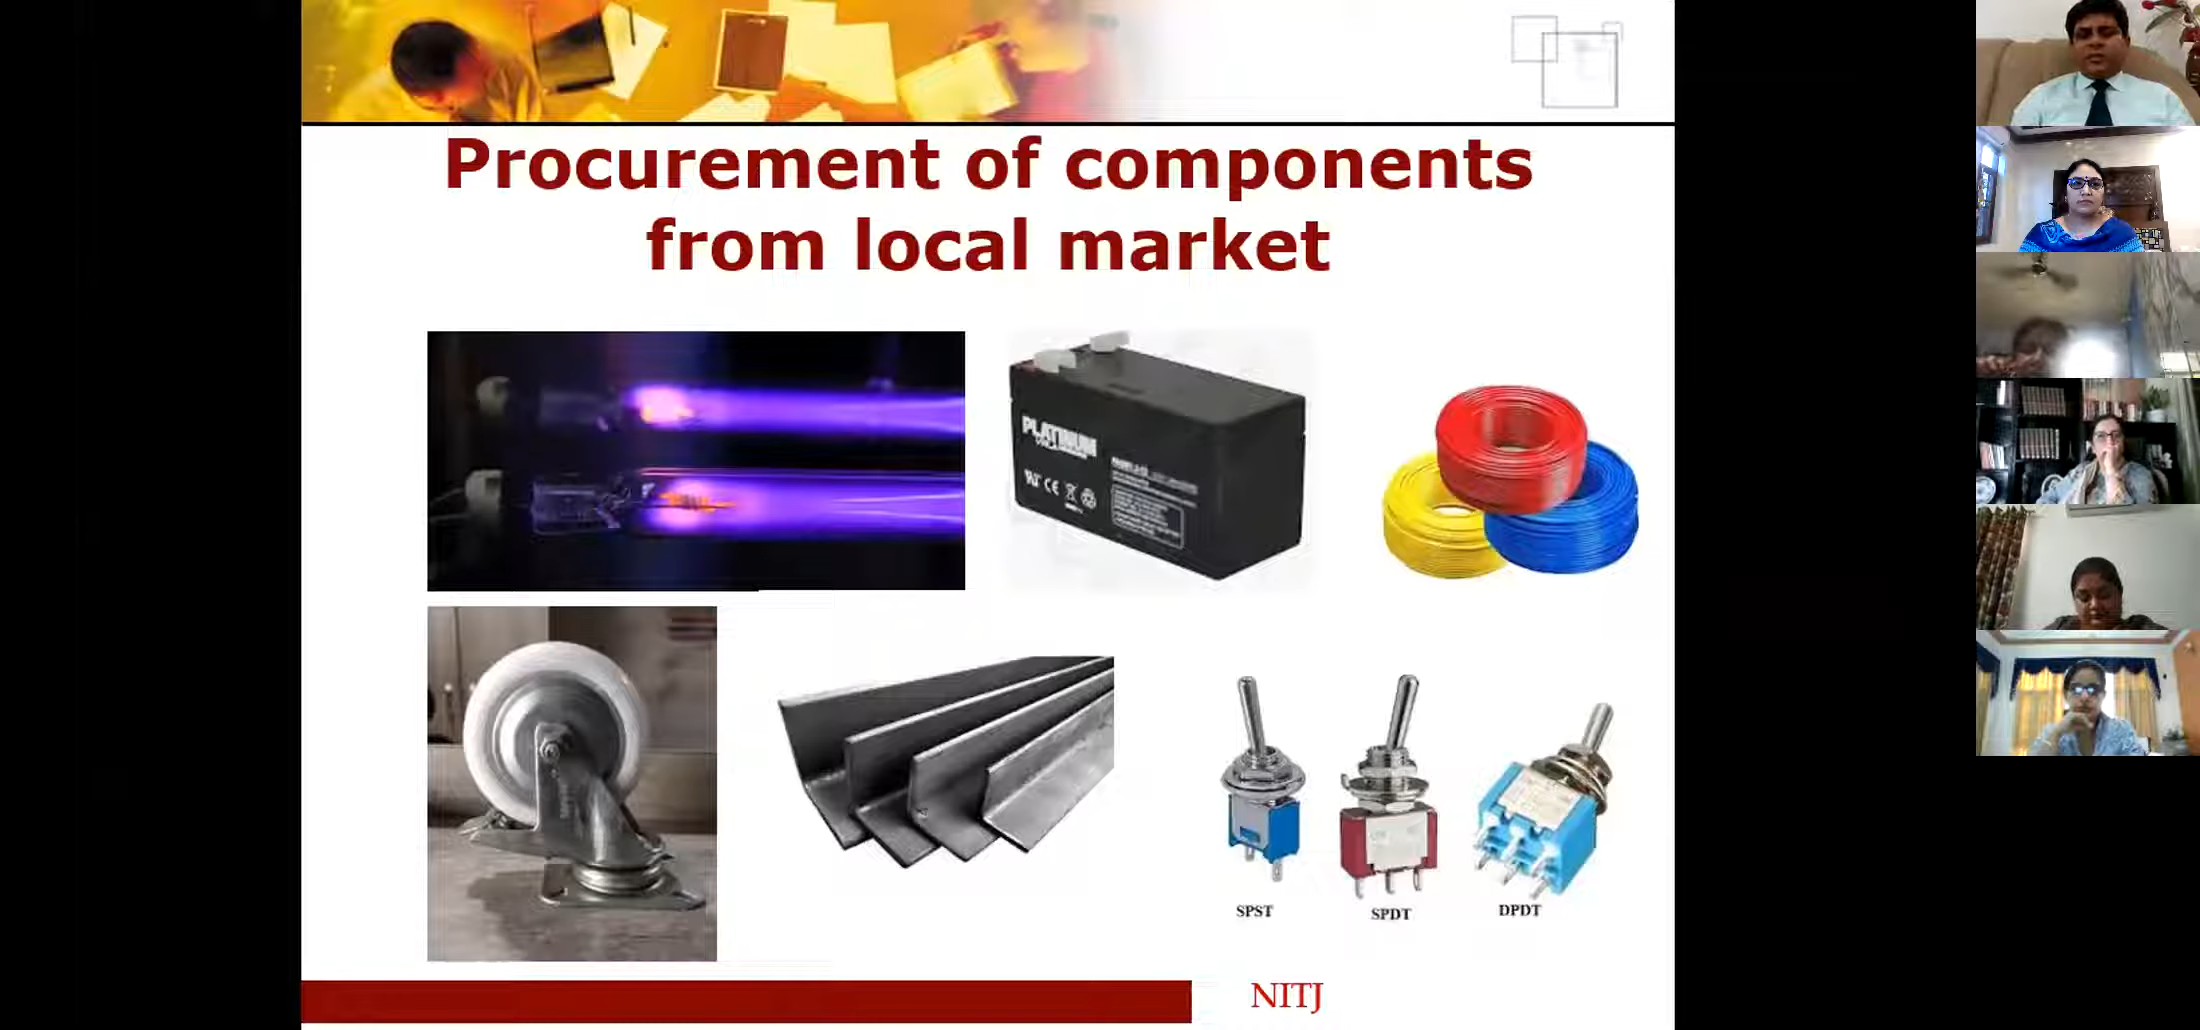 Procurement of components
from local market
PLATINUM
SPST
SPDT
DPDT
NITJ